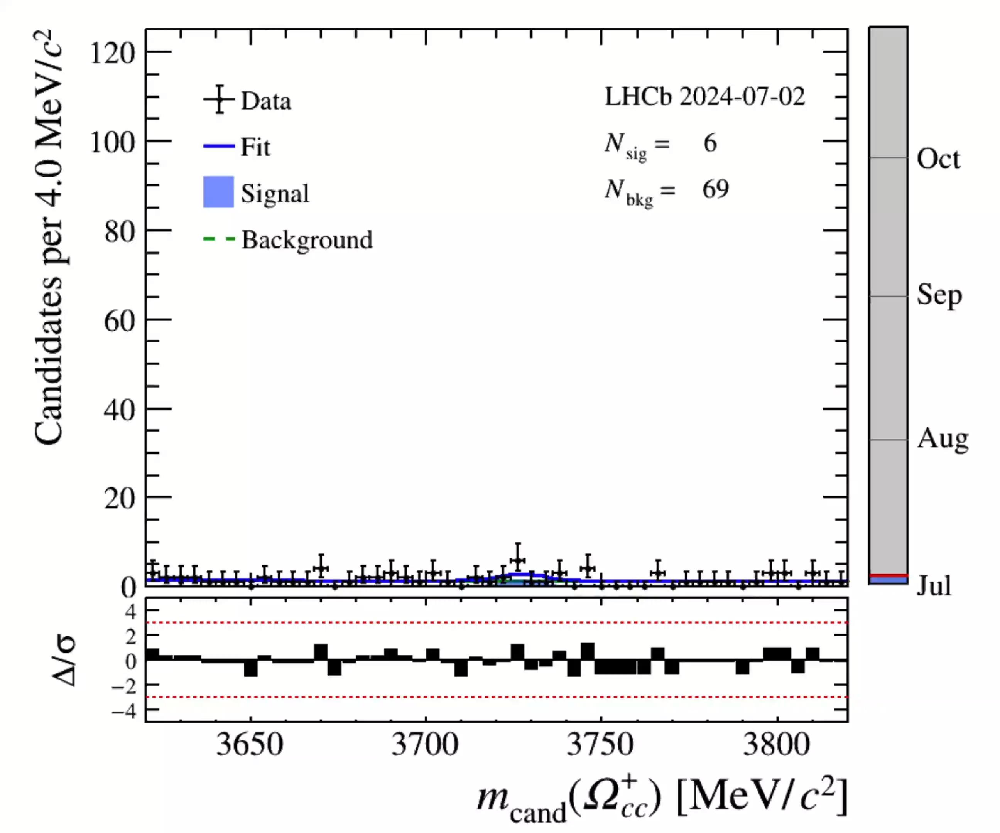 Candidates per 4.0 MeV/c²
120
100
80
60
40
20
0
Data
Fit
Signal
Background
LHCb 2024-07-02
N_sig = 6
N_bkg = 69
Oct
Sep
Aug
Jul
Δ/σ
4
2
0
−2
−4
3650 3700 3750 3800
m_cand(Ω_cc^+) [MeV/c²]